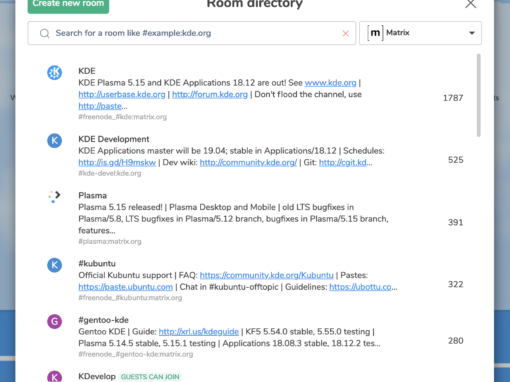 Create new room
Room directory
Search for a room like #example:kde.org
[m] Matrix
KDE
KDE Plasma 5.15 and KDE Applications 18.12 are out! See www.kde.org |
http://userbase.kde.org | http://forum.kde.org | Don't flood the channel, use
http://paste...
#freenode_#kde:matrix.org
1787
KDE Development
KDE Applications master will be 19.04; stable in Applications/18.12 | Schedules:
http://is.gd/H9mskw | Dev wiki: http://community.kde.org/ | Git: http://cgit.kd...
#kde-devel:kde.org
525
Plasma
Plasma 5.15 released! | Plasma Desktop and Mobile | old LTS bugfixes in
Plasma/5.8, LTS bugfixes in Plasma/5.12 branch, bugfixes in Plasma/5.15 branch,
features...
#plasma:matrix.org
391
K
#kubuntu
Official Kubuntu support | FAQ: https://community.kde.org/Kubuntu | Pastes:
https://paste.ubuntu.com | Chat in #kubuntu-offtopic | Guidelines: https://ubottu.co...
#freenode_#kubuntu:matrix.org
322
G
#gentoo-kde
Gentoo KDE | Guide: http://xrl.us/kdeguide | KF5 5.54.0 stable, 5.55.0 testing |
Plasma 5.14.5 stable, 5.15.1 testing | Applications 18.08.3 stable, 18.12.2 tes...
#freenode_#gentoo-kde:matrix.org
280
K
KDevelop GUESTS CAN JOIN